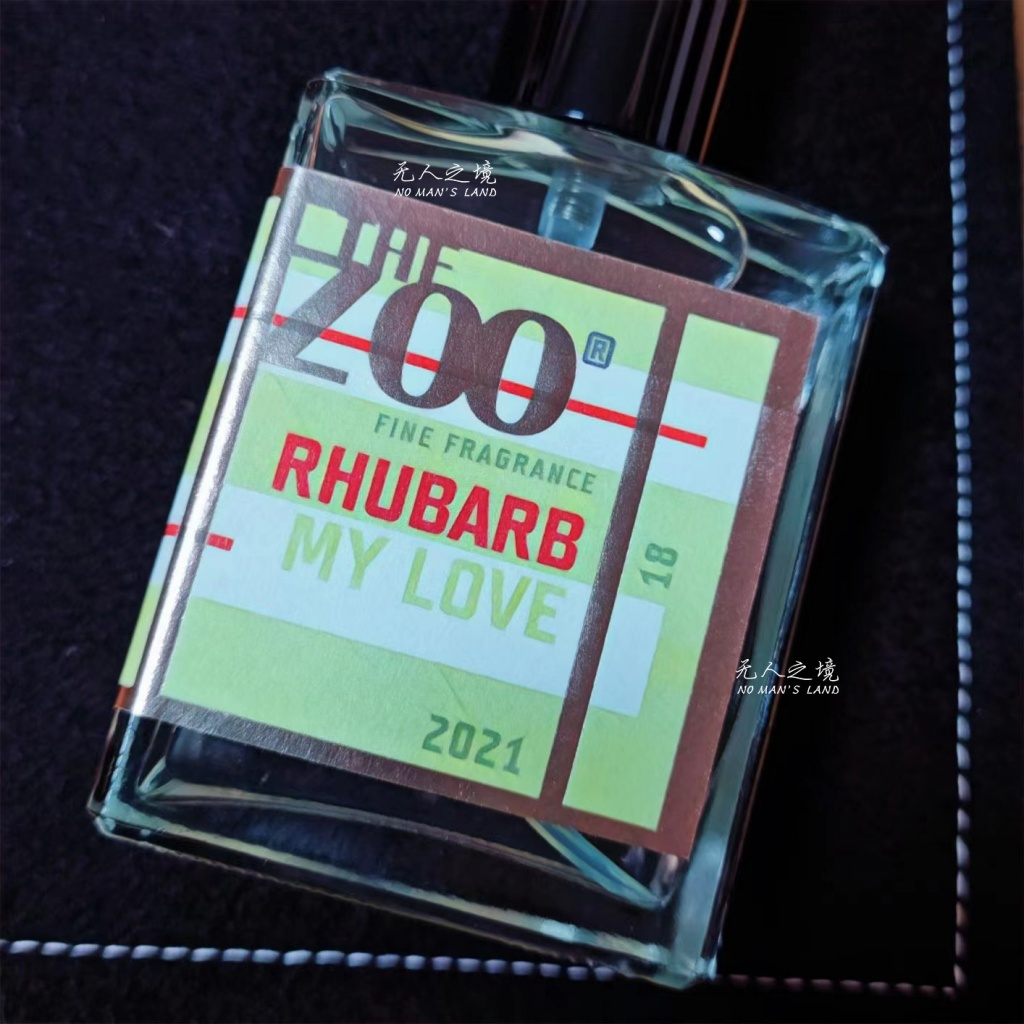 无人之境
NO MAN'S LAND
THE
ZOO®
FINE FRAGRANCE
RHUBARB
MY LOVE
18
2021
无人之境
NO MAN'S LAND